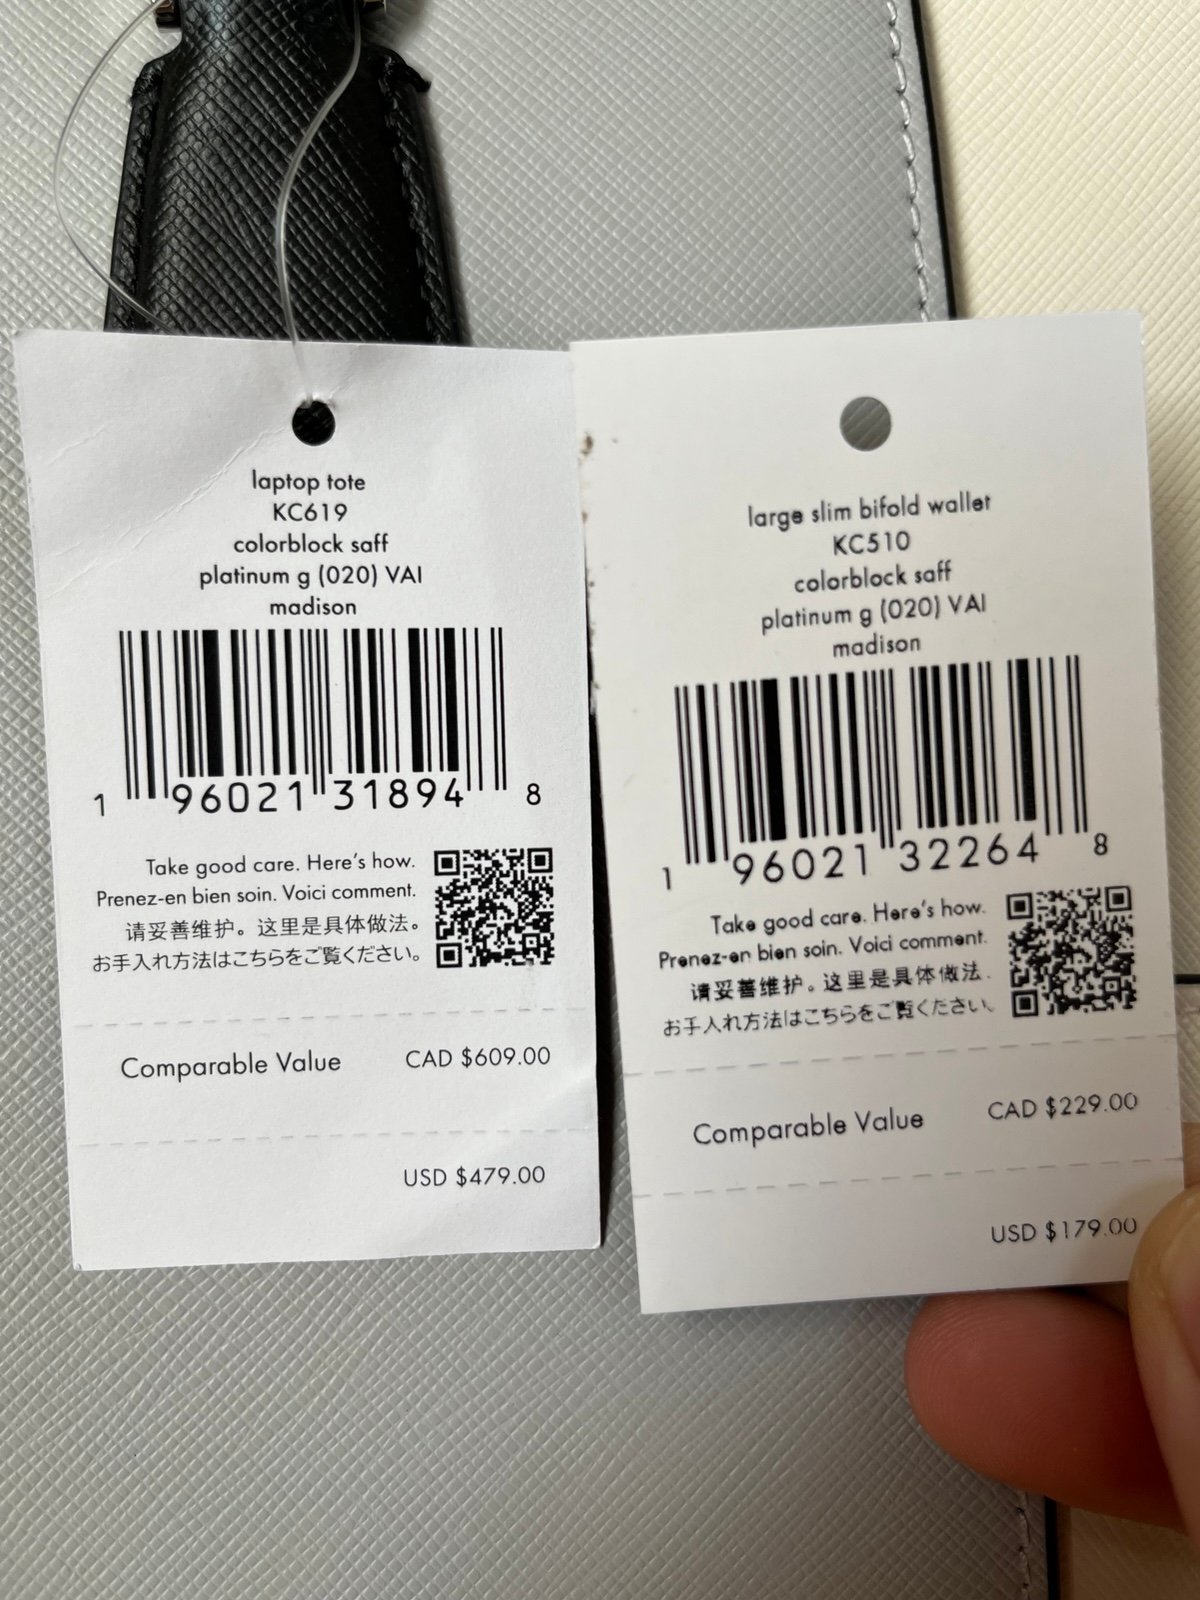 laptop tote
KC619
colorblock saff
platinum g (020) VAI
madison
1 96021 31894 8
Take good care. Here's how.
Prenez-en bien soin. Voici comment.
请妥善维护。这里是具体做法。
お手入れ方法はこちらをご覧ください。
Comparable Value CAD $609.00
USD $479.00
large slim bifold wallet
KC510
colorblock saff
platinum g (020) VAI
madison
1 96021 32264 8
Take good care. Here's how.
Prenez-en bien soin. Voici comment.
请妥善维护。这里是具体做法.
お手入れ方法はこちらをご覧ください。
Comparable Value CAD $229.00
USD $179.00